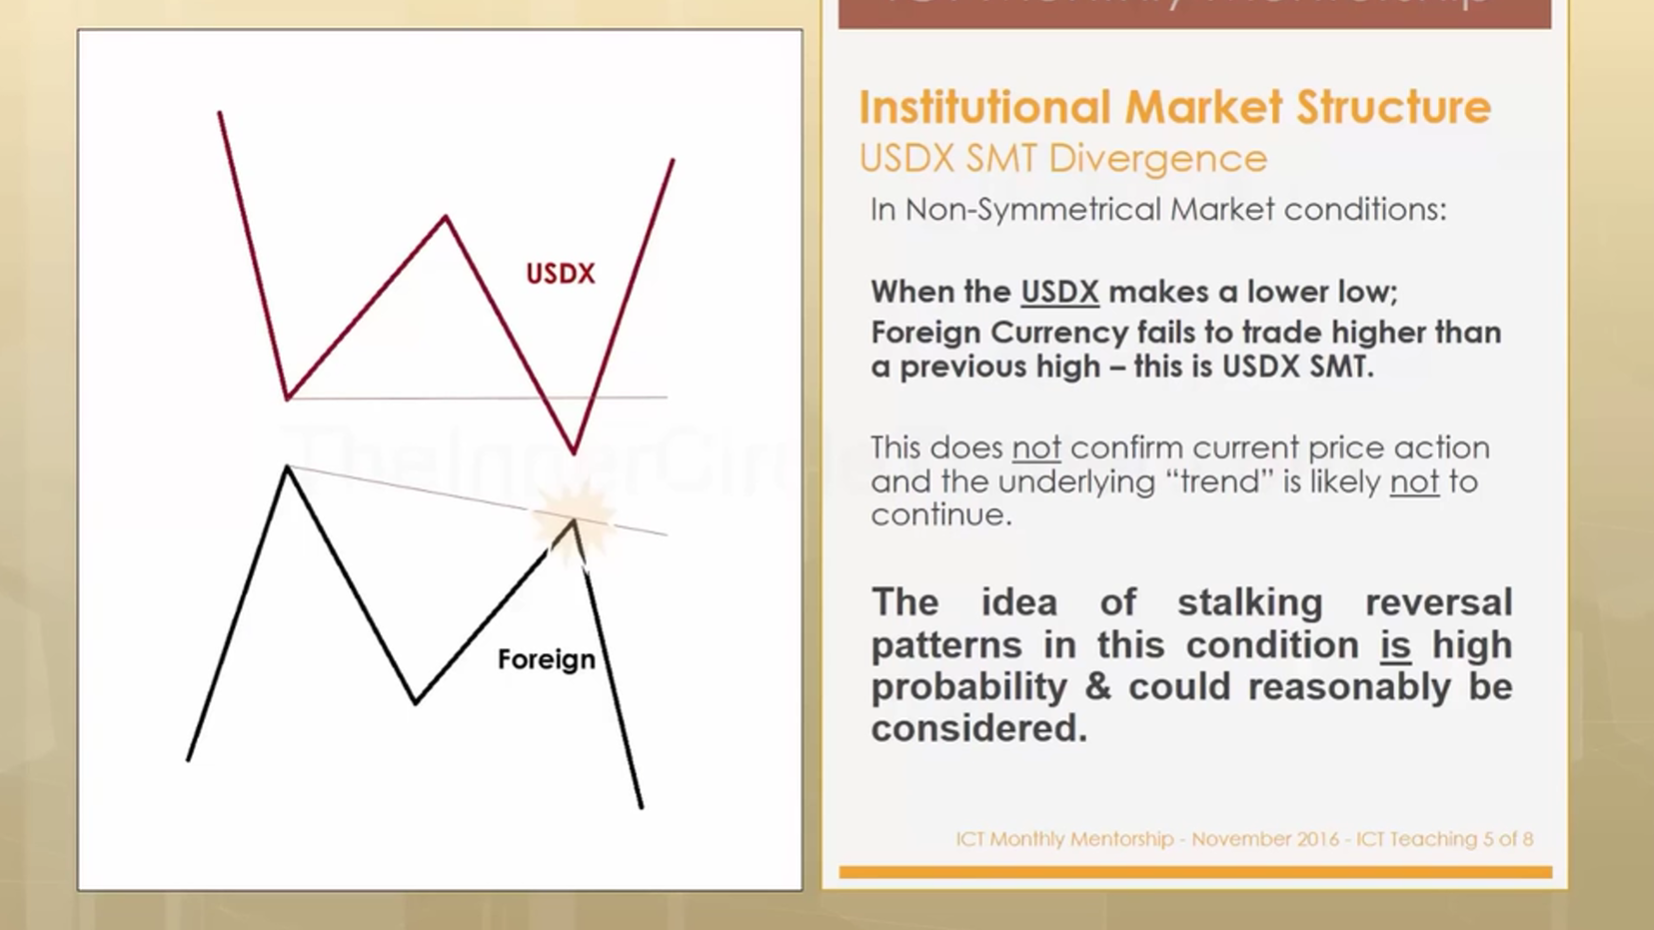 ICT Monthly Mentorship
Institutional Market Structure
USDX SMT Divergence
In Non-Symmetrical Market conditions:
When the USDX makes a lower low;
Foreign Currency fails to trade higher than
a previous high – this is USDX SMT.
This does not confirm current price action
and the underlying “trend” is likely not to
continue.
The idea of stalking reversal
patterns in this condition is high
probability & could reasonably be
considered.
ICT Monthly Mentorship - November 2016 - ICT Teaching 5 of 8
USDX
TheInnerCircle
Foreign